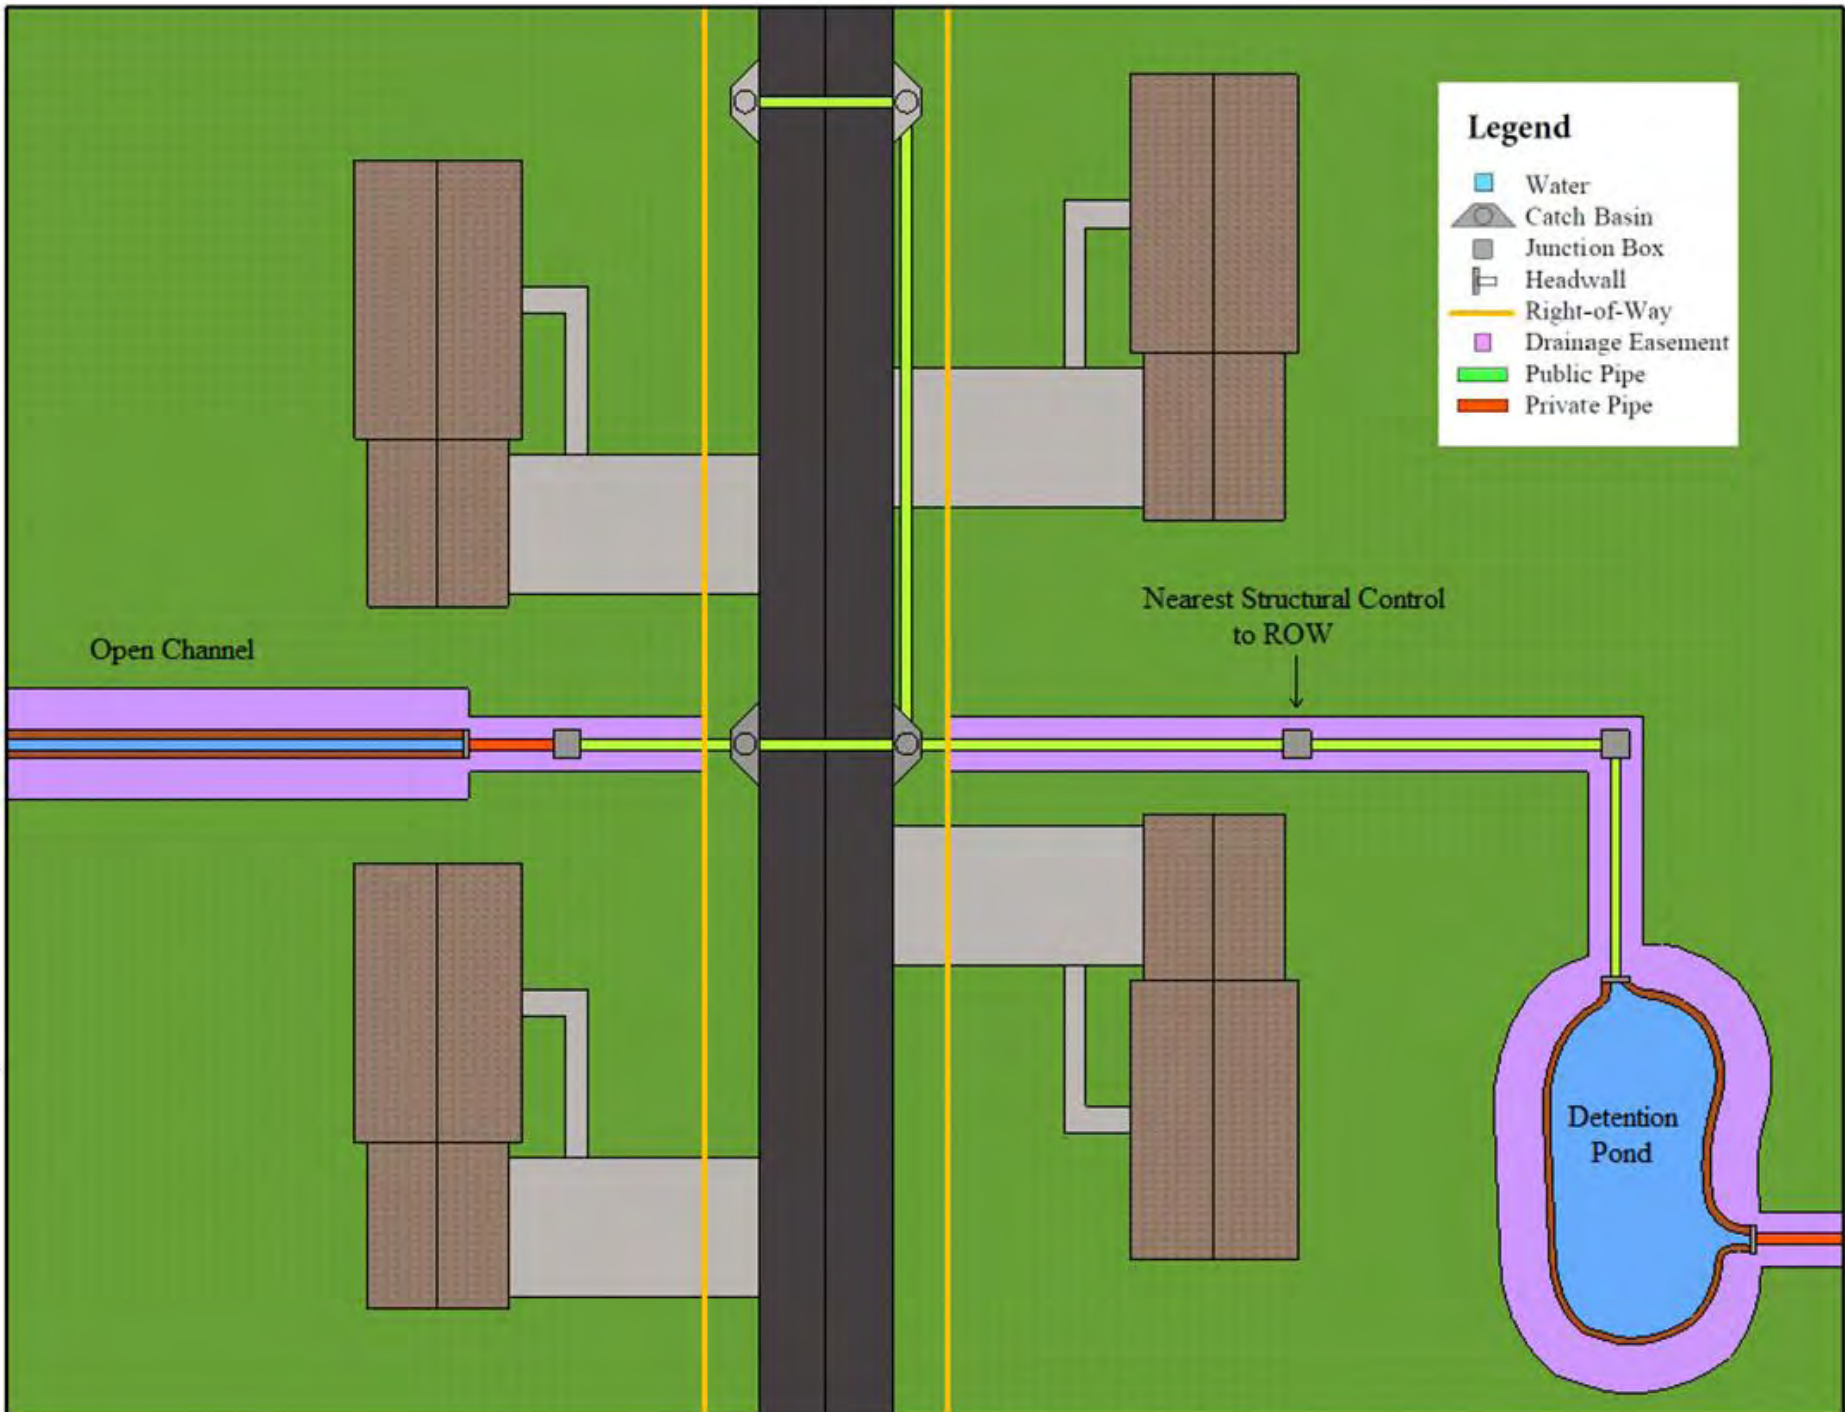 Legend
Water
Catch Basin
Junction Box
Headwall
Right-of-Way
Drainage Easement
Public Pipe
Private Pipe
Nearest Structural Control
to ROW
Open Channel
Detention
Pond